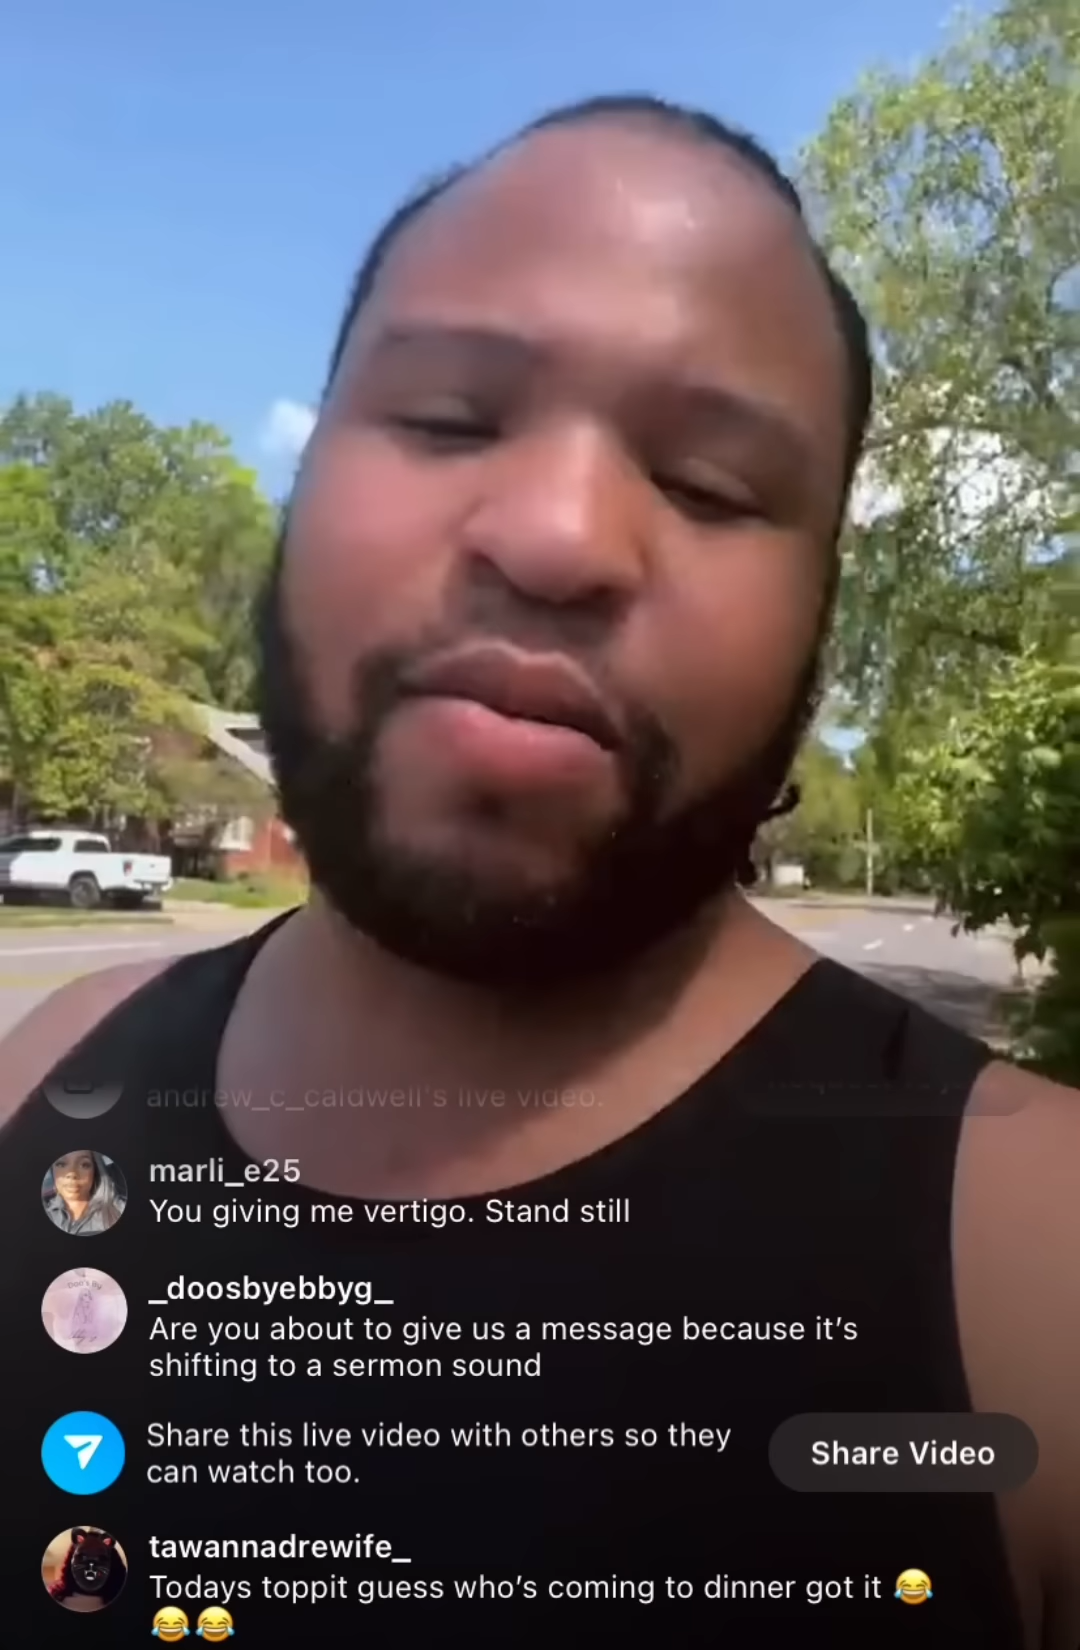 andrew_c_caldwell's live video.
marli_e25
You giving me vertigo. Stand still
_doosbyebbyg_
Are you about to give us a message because it's
shifting to a sermon sound
Share this live video with others so they
can watch too.
Share Video
tawannadrewife_
Todays toppit guess who's coming to dinner got it 😂
😂😂